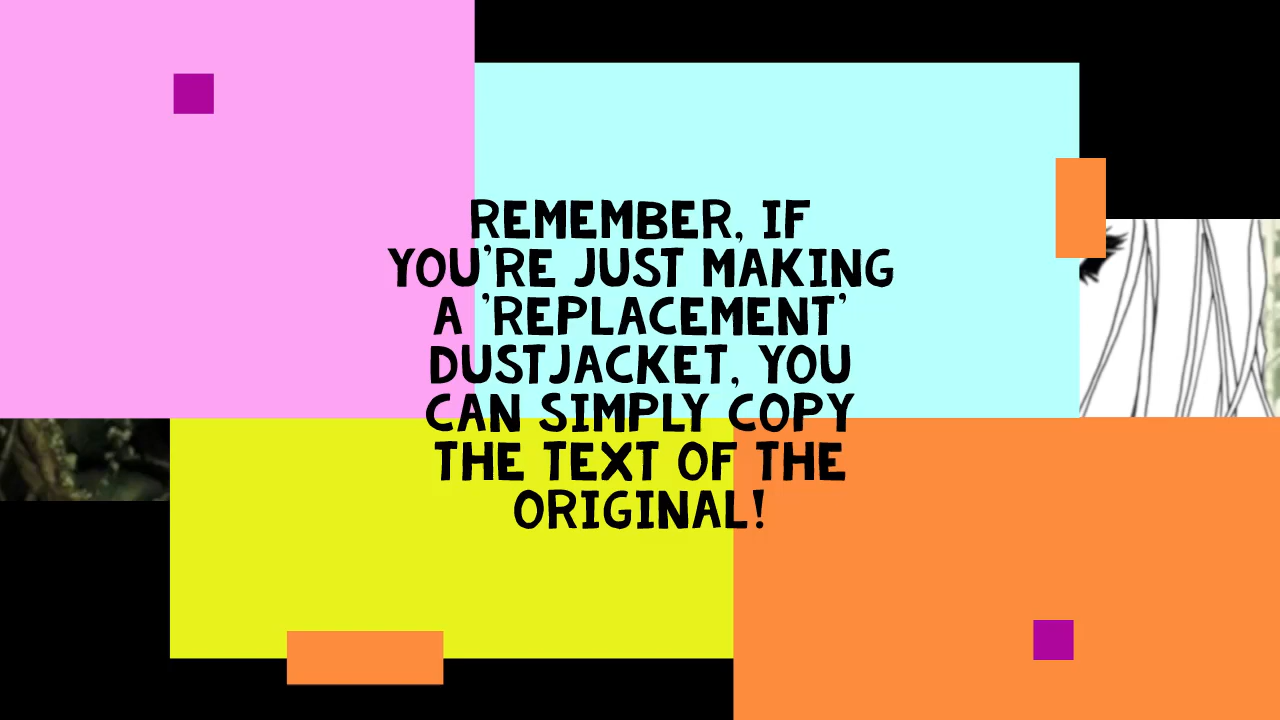 REMEMBER, IF
YOU'RE JUST MAKING
A 'REPLACEMENT'
DUSTJACKET, YOU
CAN SIMPLY COPY
THE TEXT OF THE
ORIGINAL!